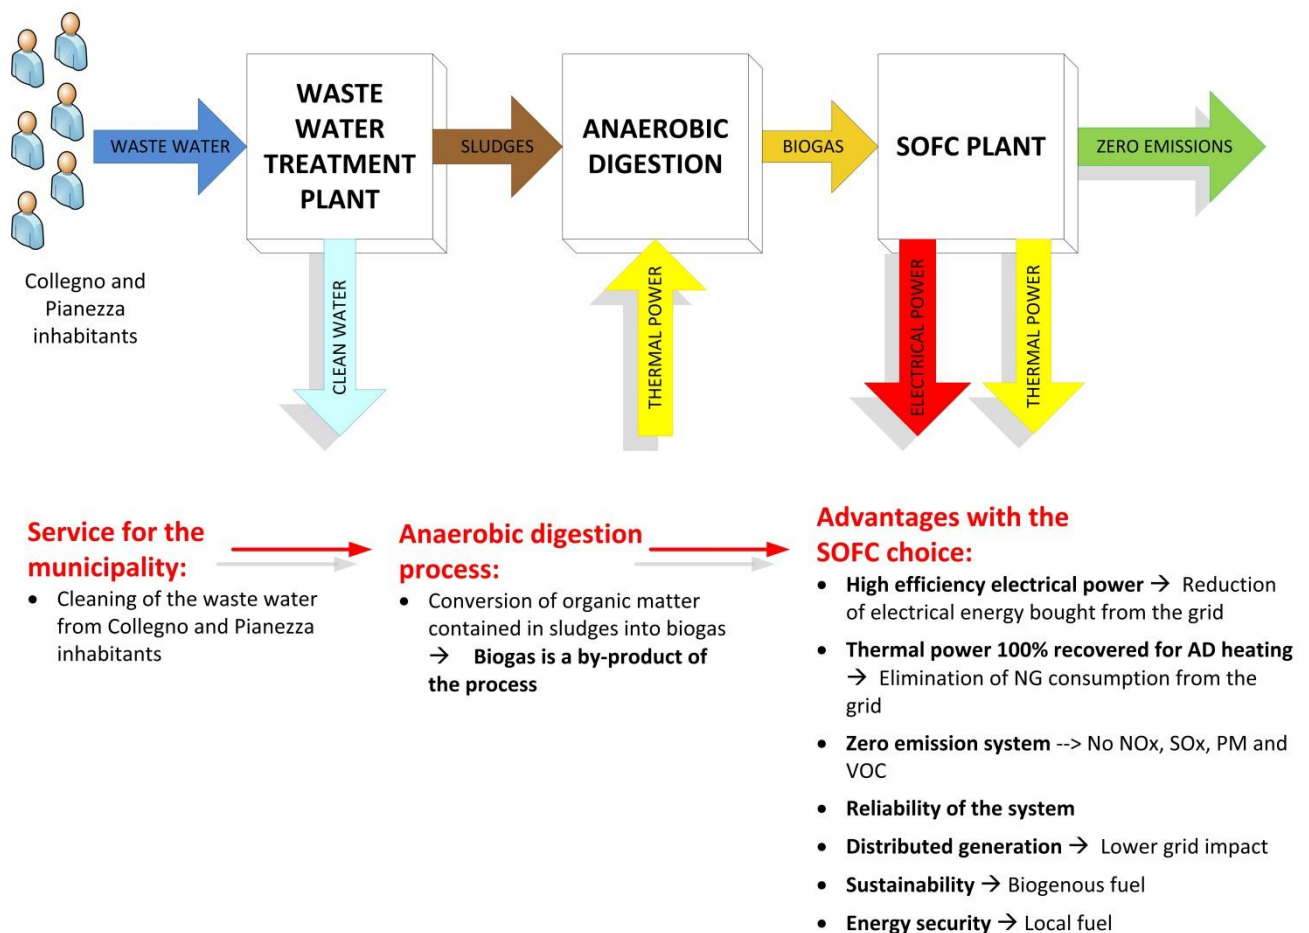 WASTE
WATER
TREATMENT
PLANT
ANAEROBIC
DIGESTION
SOFC PLANT
WASTE WATER
SLUDGES
BIOGAS
ZERO EMISSIONS
CLEAN WATER
THERMAL POWER
ELECTRICAL POWER
THERMAL POWER
Collegno and
Pianezza
inhabitants
Service for the
municipality:
• Cleaning of the waste water
from Collegno and Pianezza
inhabitants
Anaerobic digestion
process:
• Conversion of organic matter
contained in sludges into biogas
→ Biogas is a by-product of
the process
Advantages with the
SOFC choice:
• High efficiency electrical power → Reduction
of electrical energy bought from the grid
• Thermal power 100% recovered for AD heating
→ Elimination of NG consumption from the
grid
• Zero emission system --> No NOx, SOx, PM and
VOC
• Reliability of the system
• Distributed generation → Lower grid impact
• Sustainability → Biogenous fuel
• Energy security → Local fuel